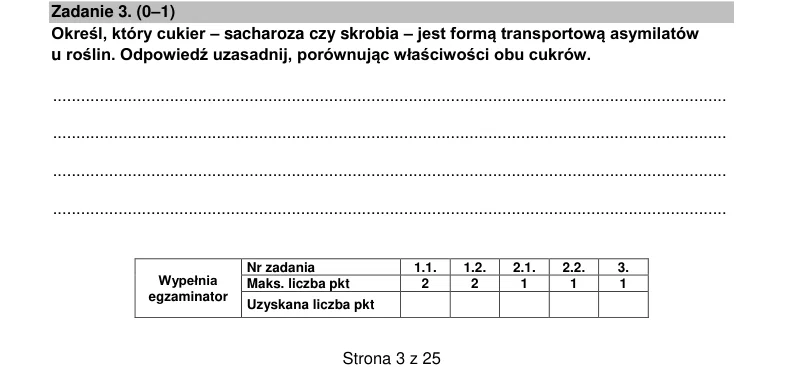 Zadanie 3. (0–1)
Określ, który cukier – sacharoza czy skrobia – jest formą transportową asymilatów
u roślin. Odpowiedź uzasadnij, porównując właściwości obu cukrów.
....................................................................................................................................................
....................................................................................................................................................
....................................................................................................................................................
....................................................................................................................................................
Wypełnia
egzaminator
Nr zadania 1.1. 1.2. 2.1. 2.2. 3.
Maks. liczba pkt 2 2 1 1 1
Uzyskana liczba pkt
Strona 3 z 25